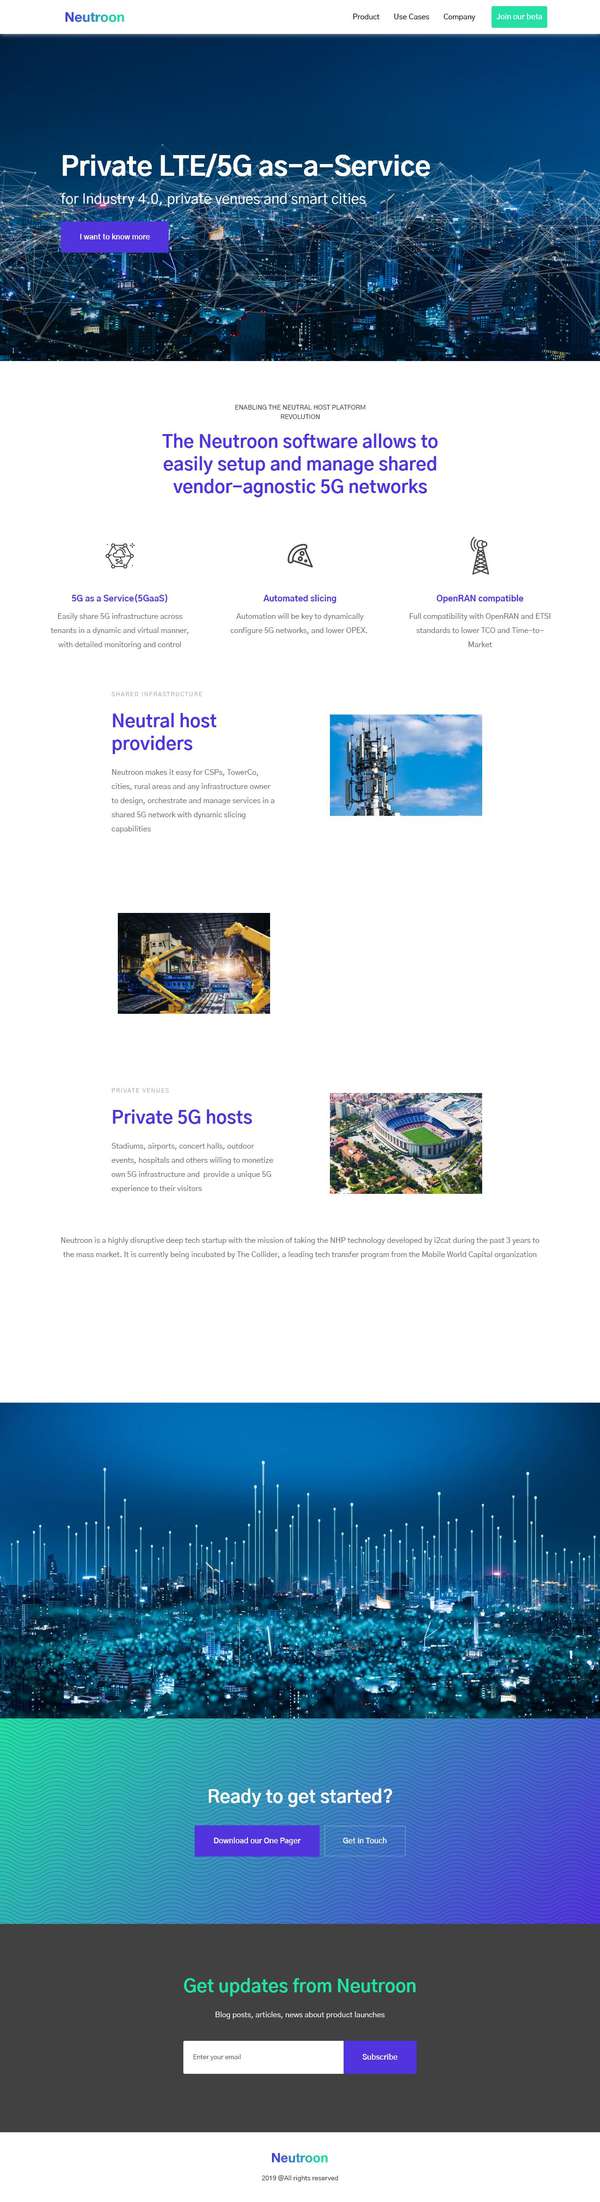 Neutroon
Product Use Cases Company Join our beta
Private LTE/5G as-a-Service
for Industry 4.0, private venues and smart cities
I want to know more
ENABLING THE NEUTRAL HOST PLATFORM
REVOLUTION
The Neutroon software allows to
easily setup and manage shared
vendor-agnostic 5G networks
5G
5G as a Service(5GaaS)
Easily share 5G infrastructure across
tenants in a dynamic and virtual manner,
with detailed monitoring and control
Automated slicing
Automation will be key to dynamically
configure 5G networks, and lower OPEX.
OpenRAN compatible
Full compatibility with OpenRAN and ETSI
standards to lower TCO and Time-to-
Market
SHARED INFRASTRUCTURE
Neutral host
providers
Neutroon makes it easy for CSPs, TowerCo,
cities, rural areas and any infrastructure owner
to design, orchestrate and manage services in a
shared 5G network with dynamic slicing
capabilities
PRIVATE VENUES
Private 5G hosts
Stadiums, airports, concert halls, outdoor
events, hospitals and others willing to monetize
own 5G infrastructure and provide a unique 5G
experience to their visitors
Neutroon is a highly disruptive deep tech startup with the mission of taking the NHP technology developed by i2cat during the past 3 years to
the mass market. It is currently being incubated by The Collider, a leading tech transfer program from the Mobile World Capital organization
Ready to get started?
Download our One Pager Get in Touch
Get updates from Neutroon
Blog posts, articles, news about product launches
Enter your email Subscribe
Neutroon
2019 @All rights reserved